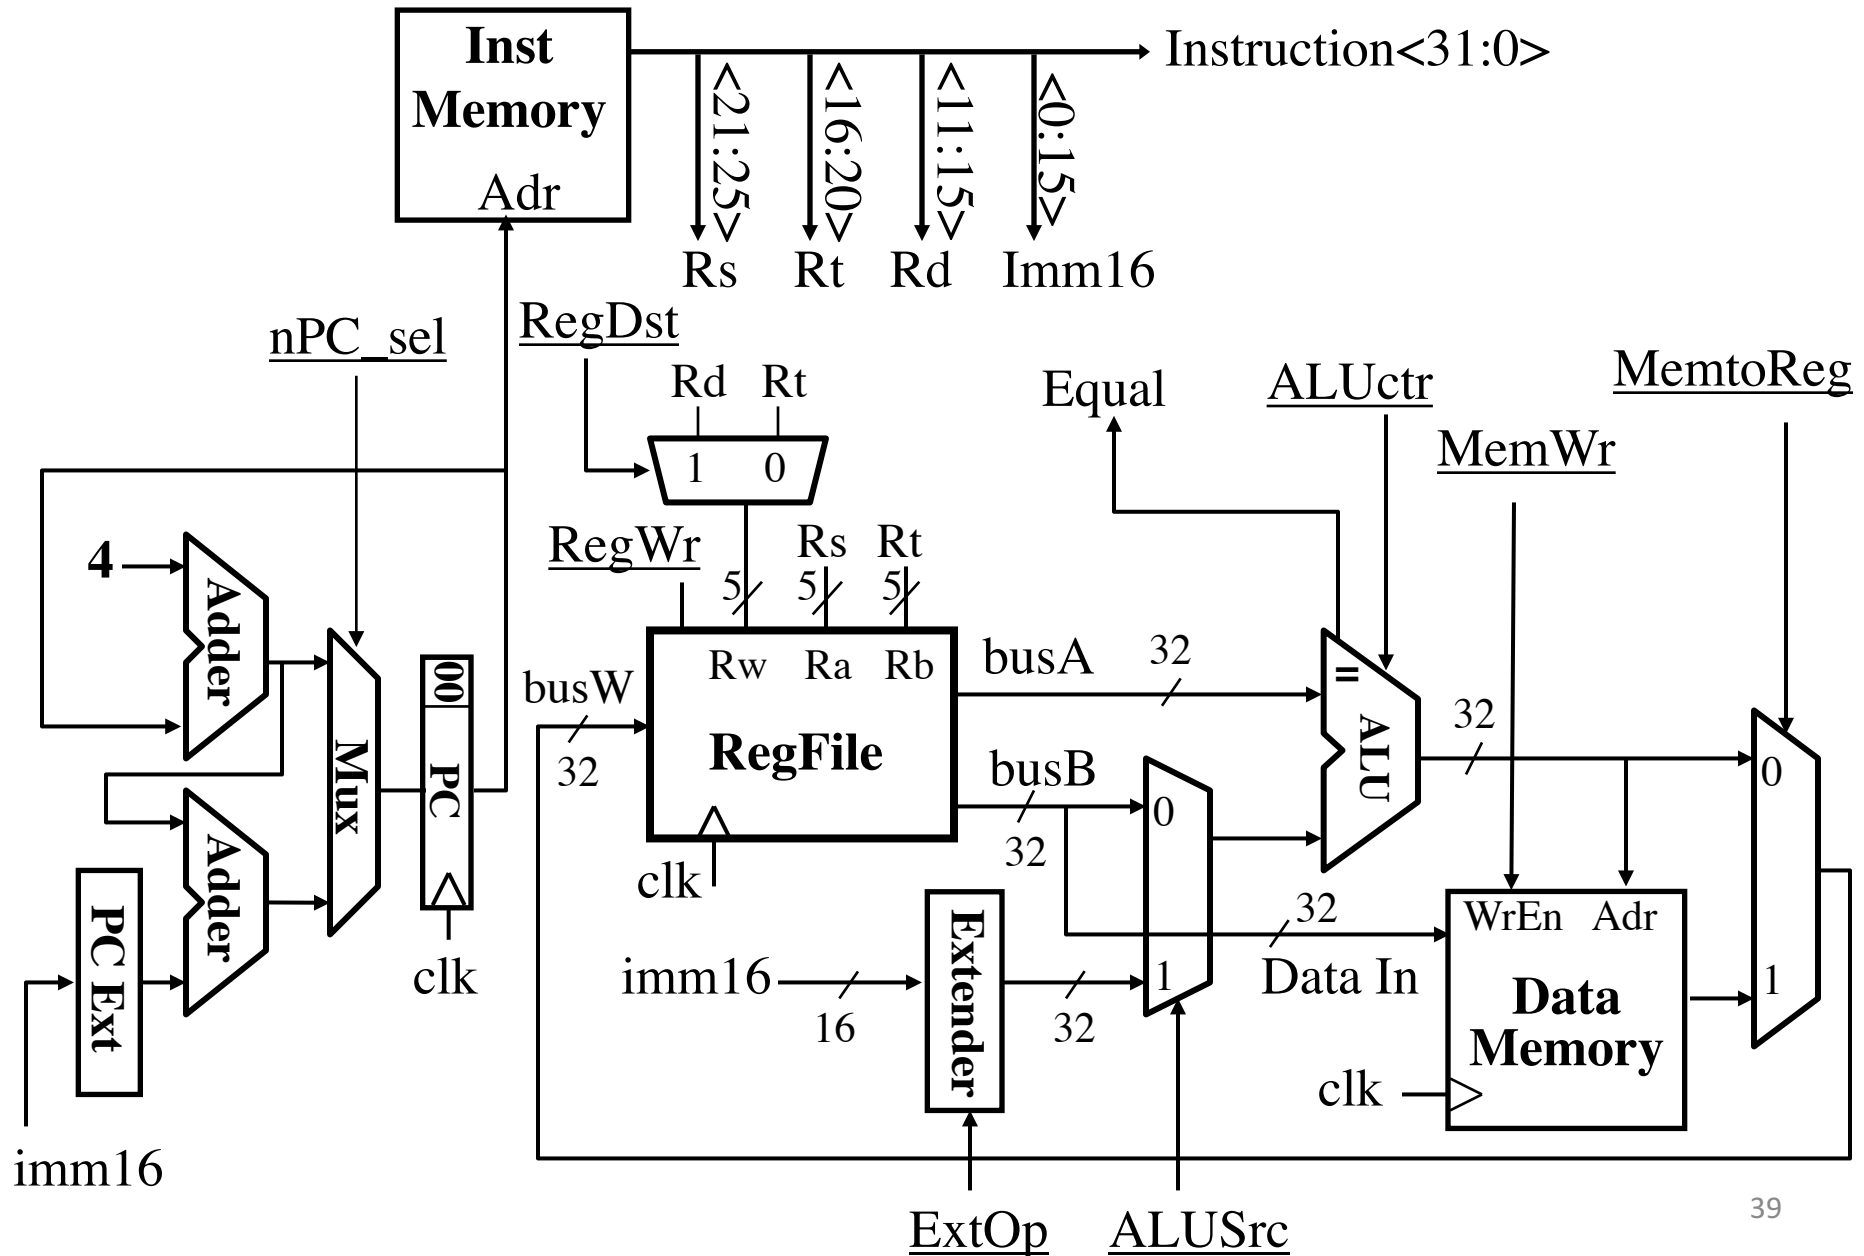 Inst
Memory
Adr
Instruction<31:0>
<21:25>
<16:20>
<11:15>
<0:15>
Rs
Rt
Rd
Imm16
nPC_sel
RegDst
Rd
Rt
1
0
Equal
ALUctr
MemWr
MemtoReg
4
Adder
RegWr
5
Rs
5
Rt
5
busW
32
Rw
Ra
Rb
RegFile
clk
busA
32
busB
32
=
ALU
32
0
1
Mux
00
PC
clk
Adder
PC Ext
imm16
imm16
16
Extender
32
0
1
32
Data In
WrEn
Adr
Data
Memory
clk
ExtOp
ALUSrc
39